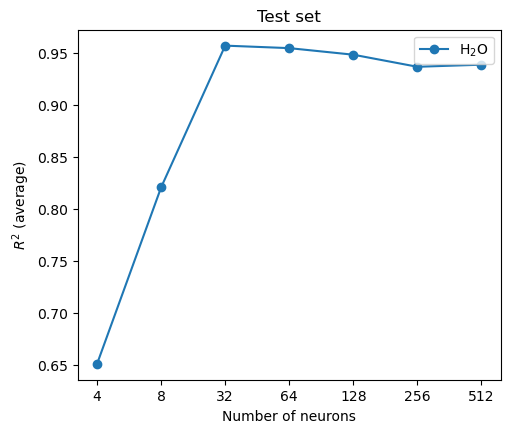 Test set
H₂O
0.95
0.90
0.85
0.80
0.75
0.70
0.65
R² (average)
4 8 32 64 128 256 512
Number of neurons